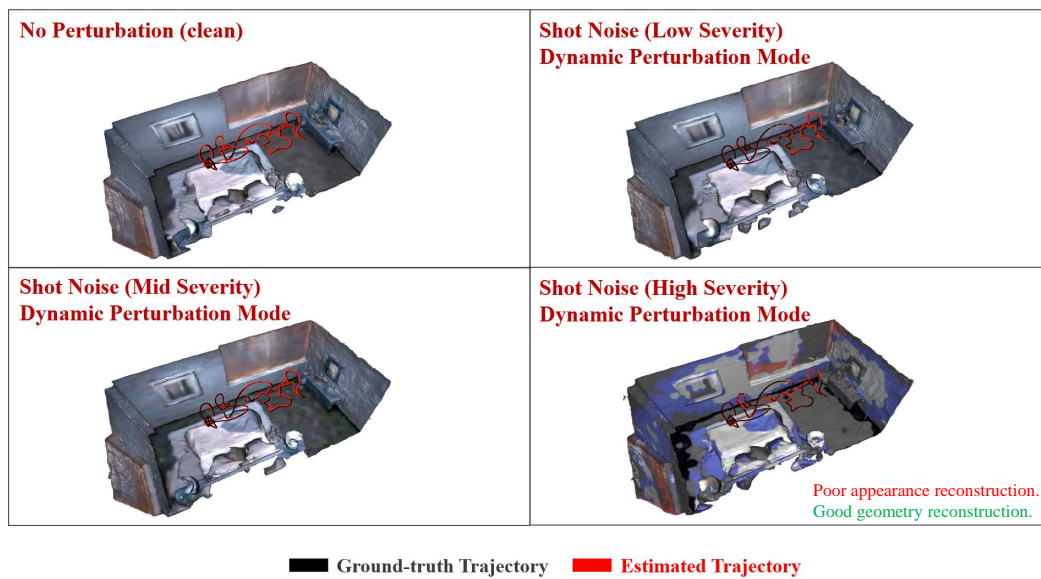 No Perturbation (clean)
Shot Noise (Low Severity)
Dynamic Perturbation Mode
Shot Noise (Mid Severity)
Dynamic Perturbation Mode
Shot Noise (High Severity)
Dynamic Perturbation Mode
Poor appearance reconstruction.
Good geometry reconstruction.
Ground-truth Trajectory
Estimated Trajectory